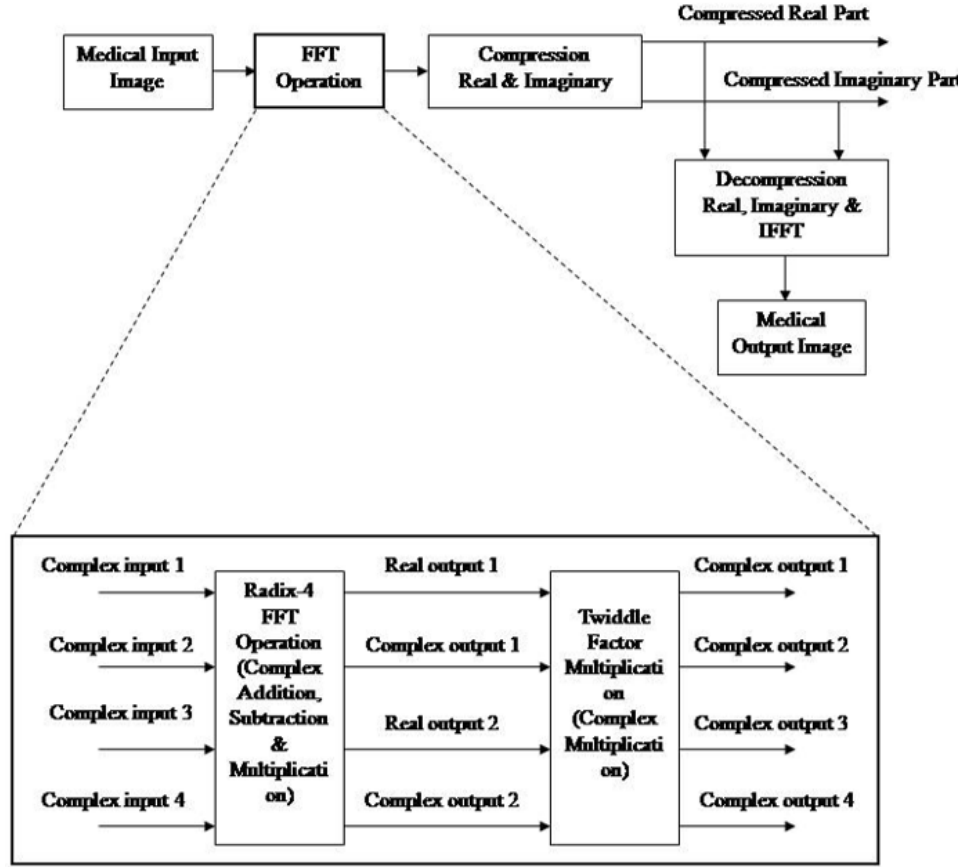 Compressed Real Part
Medical Input
Image
FFT
Operation
Compression
Real & Imaginary
Compressed Imaginary Part
Decompression
Real, Imaginary &
IFFT
Medical
Output Image
Complex input 1
Complex input 2
Complex input 3
Complex input 4
Radix-4
FFT
Operation
(Complex
Addition,
Subtraction
&
Multiplicati
on)
Real output 1
Complex output 1
Real output 2
Complex output 2
Twiddle
Factor
Multiplicati
on
(Complex
Multiplicati
on)
Complex output 1
Complex output 2
Complex output 3
Complex output 4